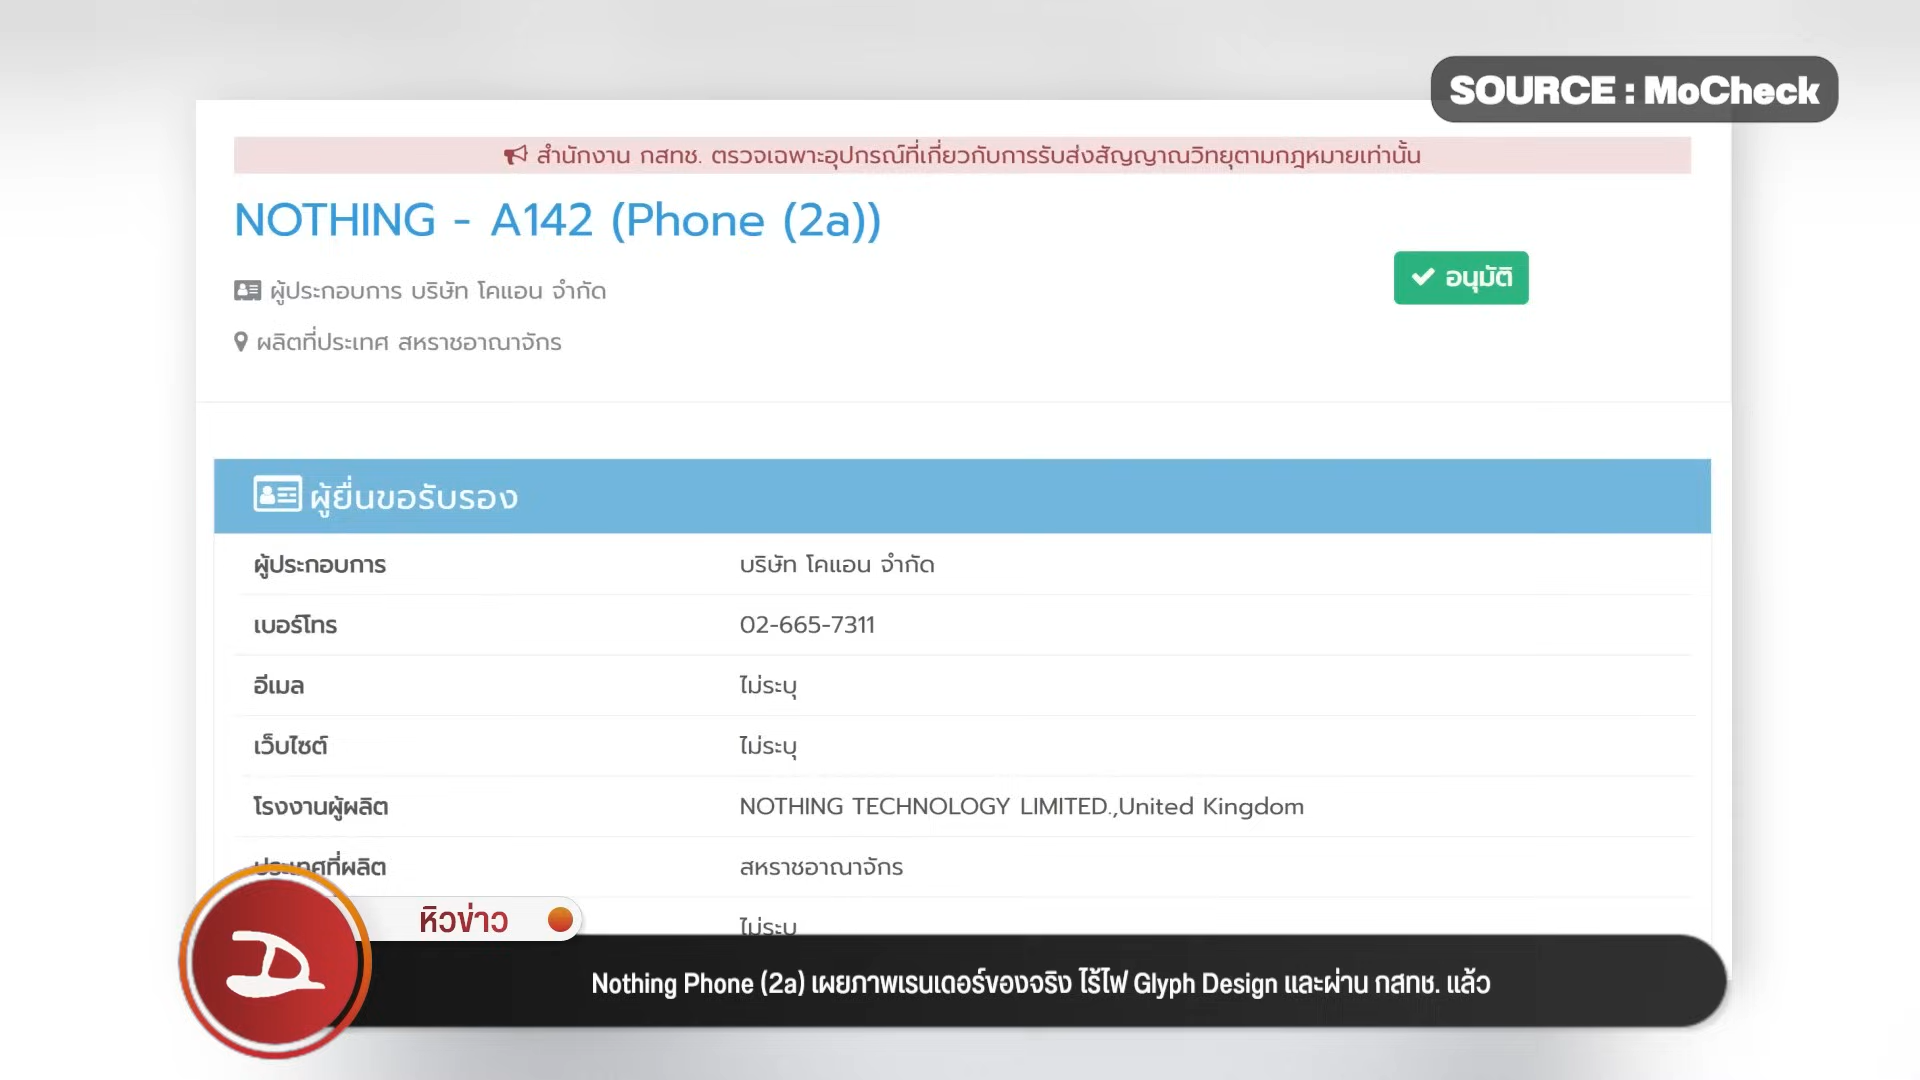 SOURCE : MoCheck
สำนักงาน กสทช. ตรวจเฉพาะอุปกรณ์ที่เกี่ยวกับการรับส่งสัญญาณวิทยุตามกฎหมายเท่านั้น
NOTHING - A142 (Phone (2a))
อนุมัติ
ผู้ประกอบการ บริษัท โคแอน จำกัด
ผลิตที่ประเทศ สหราชอาณาจักร
ผู้ยื่นขอรับรอง
ผู้ประกอบการ บริษัท โคแอน จำกัด
เบอร์โทร 02-665-7311
อีเมล ไม่ระบุ
เว็บไซต์ ไม่ระบุ
โรงงานผู้ผลิต NOTHING TECHNOLOGY LIMITED.,United Kingdom
ประเทศที่ผลิต สหราชอาณาจักร
ไม่ระบุ
หิวข่าว
Nothing Phone (2a) เผยภาพเรนเดอร์ของจริง ไร้ไฟ Glyph Design และผ่าน กสทช. แล้ว